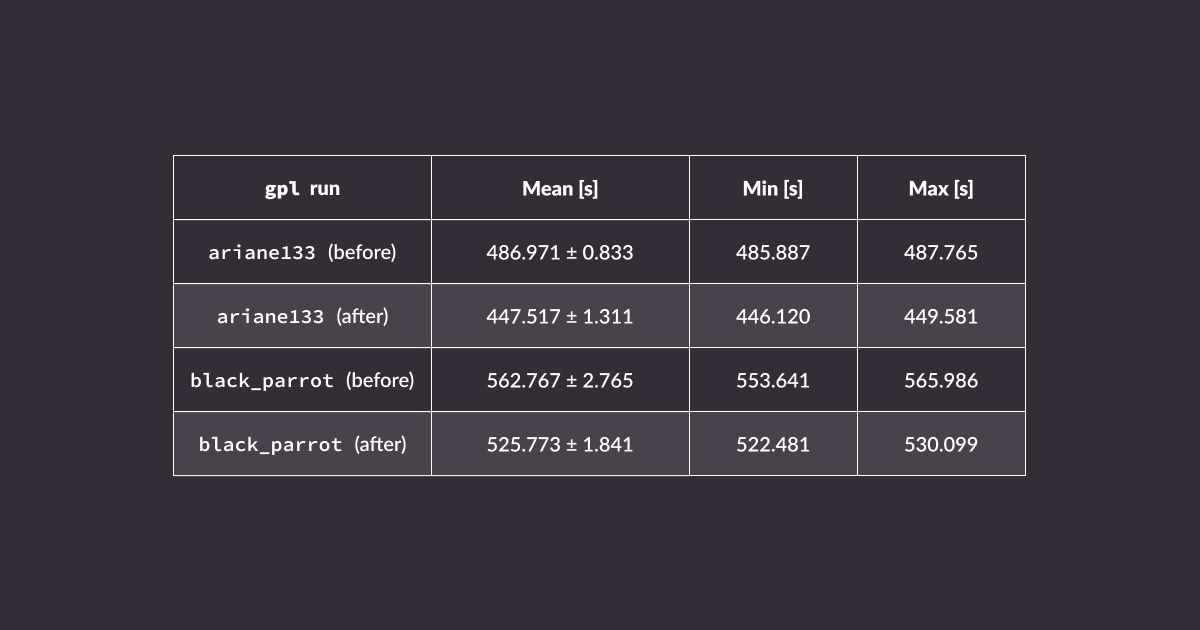 gpl run Mean [s] Min [s] Max [s]
ariane133 (before) 486.971 ± 0.833 485.887 487.765
ariane133 (after) 447.517 ± 1.311 446.120 449.581
black_parrot (before) 562.767 ± 2.765 553.641 565.986
black_parrot (after) 525.773 ± 1.841 522.481 530.099